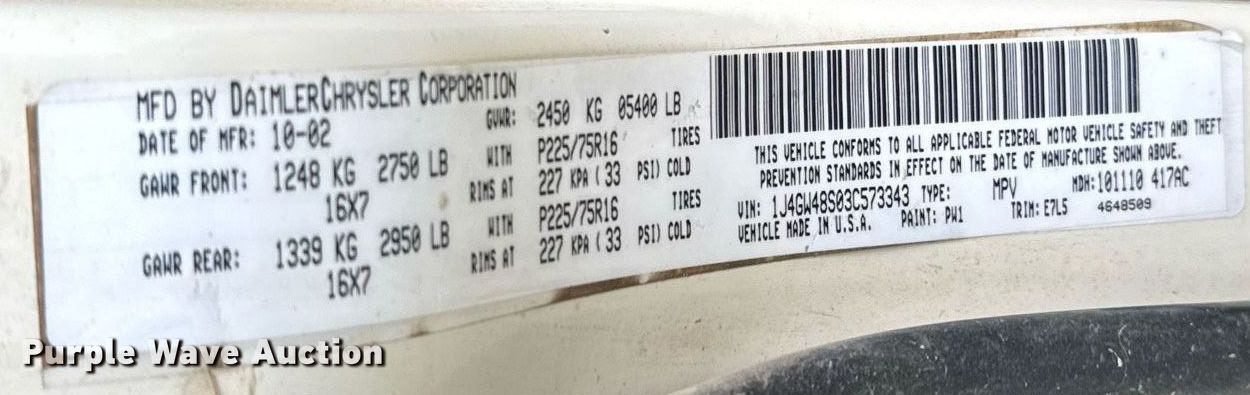 MFD BY DAIMLERCHRYSLER CORPORATION
DATE OF MFR: 10-02 GVWR: 2450 KG 05400 LB
GAWR FRONT: 1248 KG 2750 LB WITH P225/75R16 TIRES
16X7 RIMS AT 227 KPA ( 33 PSI) COLD
GAWR REAR: 1339 KG 2950 LB WITH P225/75R16 TIRES
16X7 RIMS AT 227 KPA ( 33 PSI) COLD
THIS VEHICLE CONFORMS TO ALL APPLICABLE FEDERAL MOTOR VEHICLE SAFETY AND THEFT
PREVENTION STANDARDS IN EFFECT ON THE DATE OF MANUFACTURE SHOWN ABOVE.
VIN: 1J4GW48S03C573343 TYPE: MPV MDH:101110 417AC
VEHICLE MADE IN U.S.A. PAINT: PW1 TRIM: E7L5 4648509
Purple Wave Auction